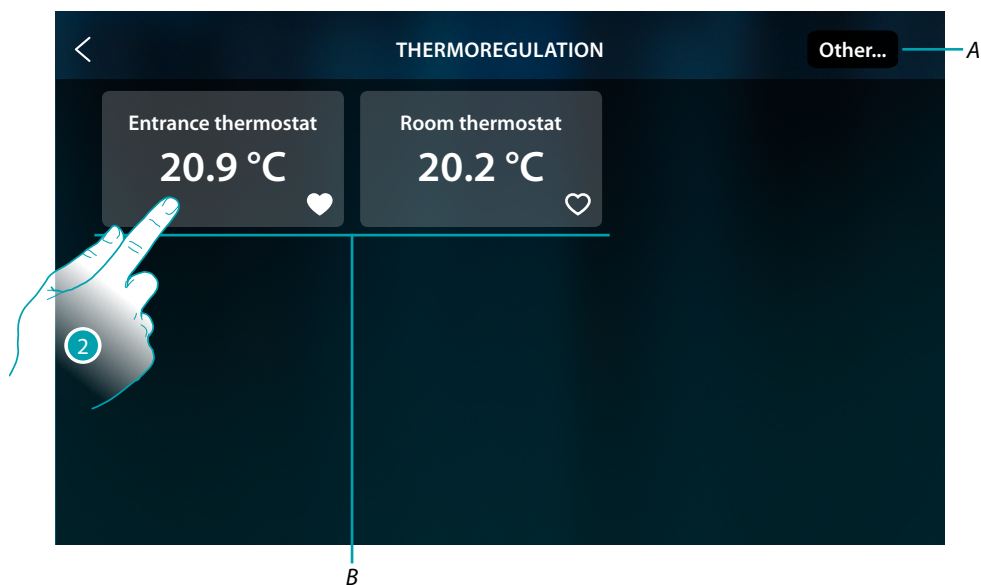 THERMOREGULATION
Other...
A
Entrance thermostat
20.9 °C
Room thermostat
20.2 °C
2
B